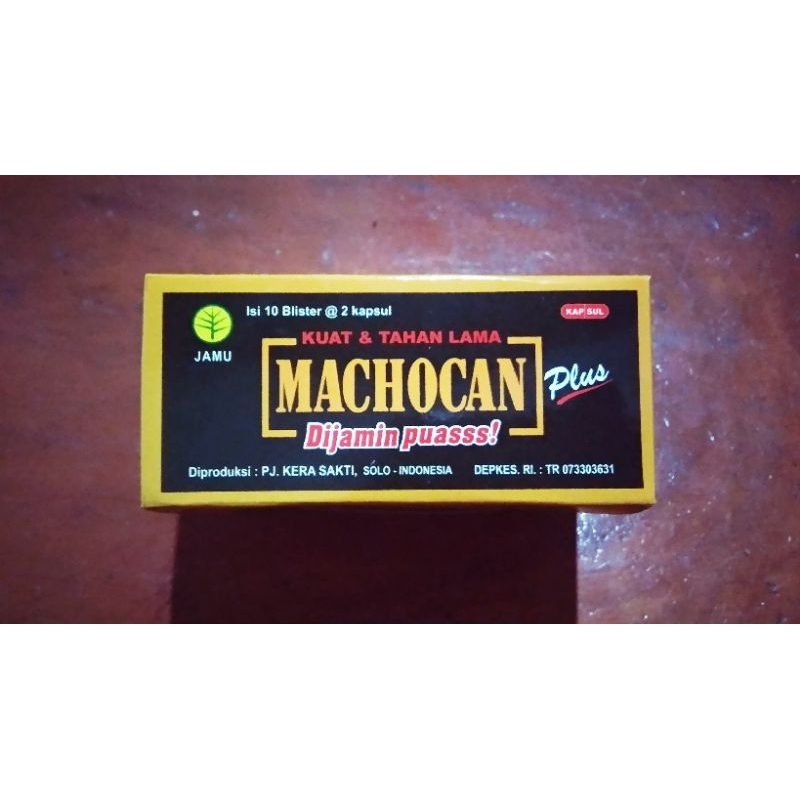 Isi 10 Blister @ 2 kapsul
KAPSUL
JAMU
KUAT & TAHAN LAMA
MACHOCAN Plus
Dijamin puasss!
Diproduksi : PJ. KERA SAKTI, SOLO - INDONESIA DEPKES. RI. : TR 073303631